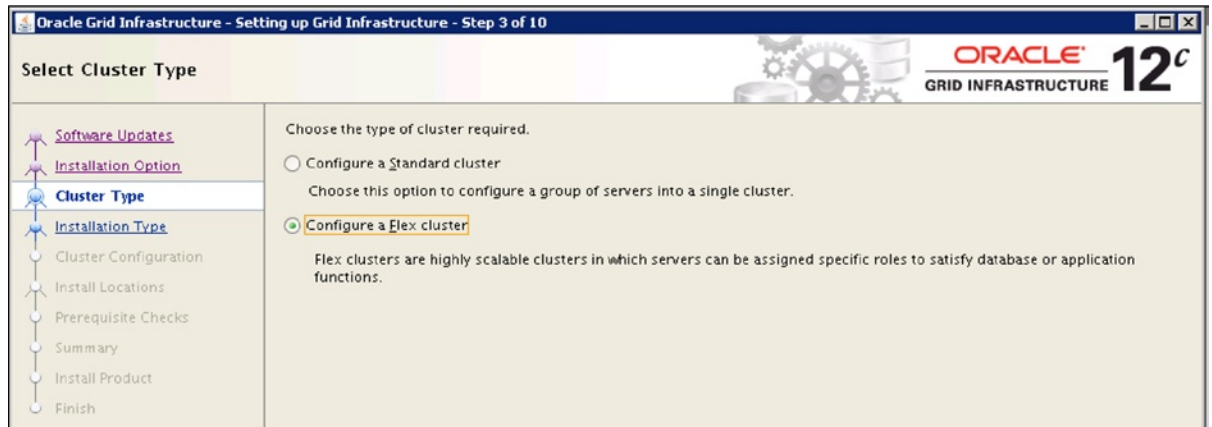 Oracle Grid Infrastructure - Setting up Grid Infrastructure - Step 3 of 10
Select Cluster Type
ORACLE®
GRID INFRASTRUCTURE
12c
Software Updates
Installation Option
Cluster Type
Installation Type
Cluster Configuration
Install Locations
Prerequisite Checks
Summary
Install Product
Finish
Choose the type of cluster required.
Configure a Standard cluster
Choose this option to configure a group of servers into a single cluster.
Configure a Flex cluster
Flex clusters are highly scalable clusters in which servers can be assigned specific roles to satisfy database or application
functions.